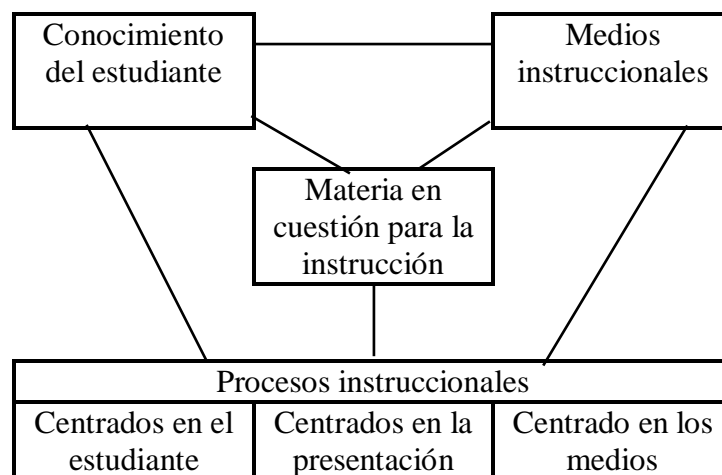 Conocimiento
del estudiante
Medios
instruccionales
Materia en
cuestión para la
instrucción
Procesos instruccionales
Centrados en el
estudiante
Centrados en la
presentación
Centrado en los
medios